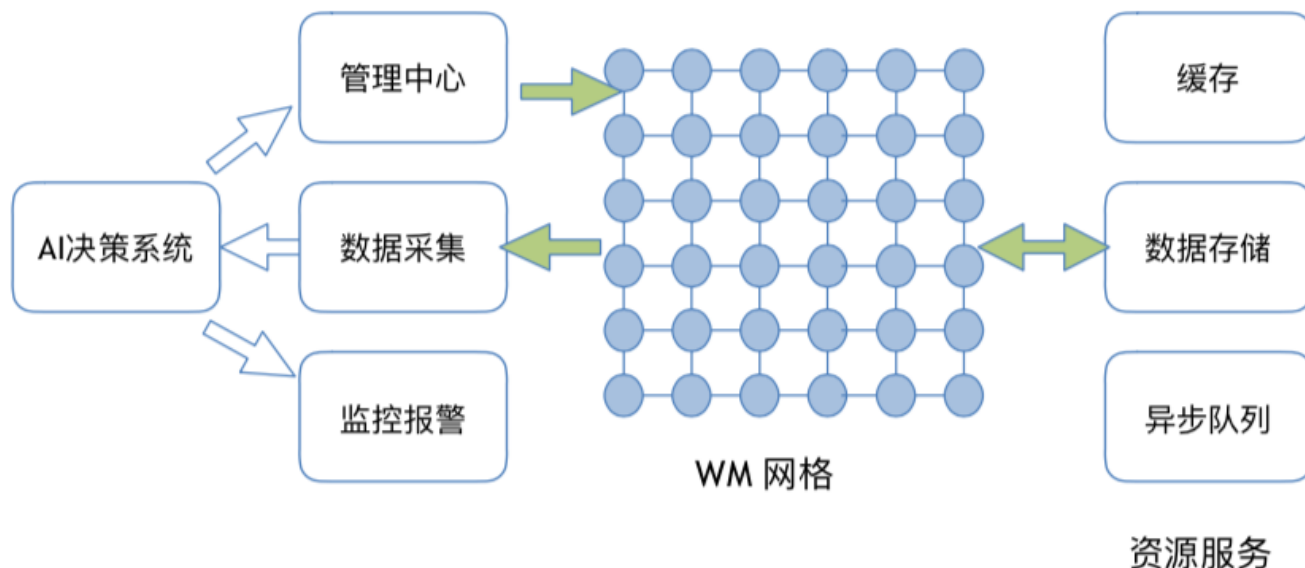 管理中心
缓存
AI决策系统
数据采集
数据存储
监控报警
异步队列
WM 网格
资源服务